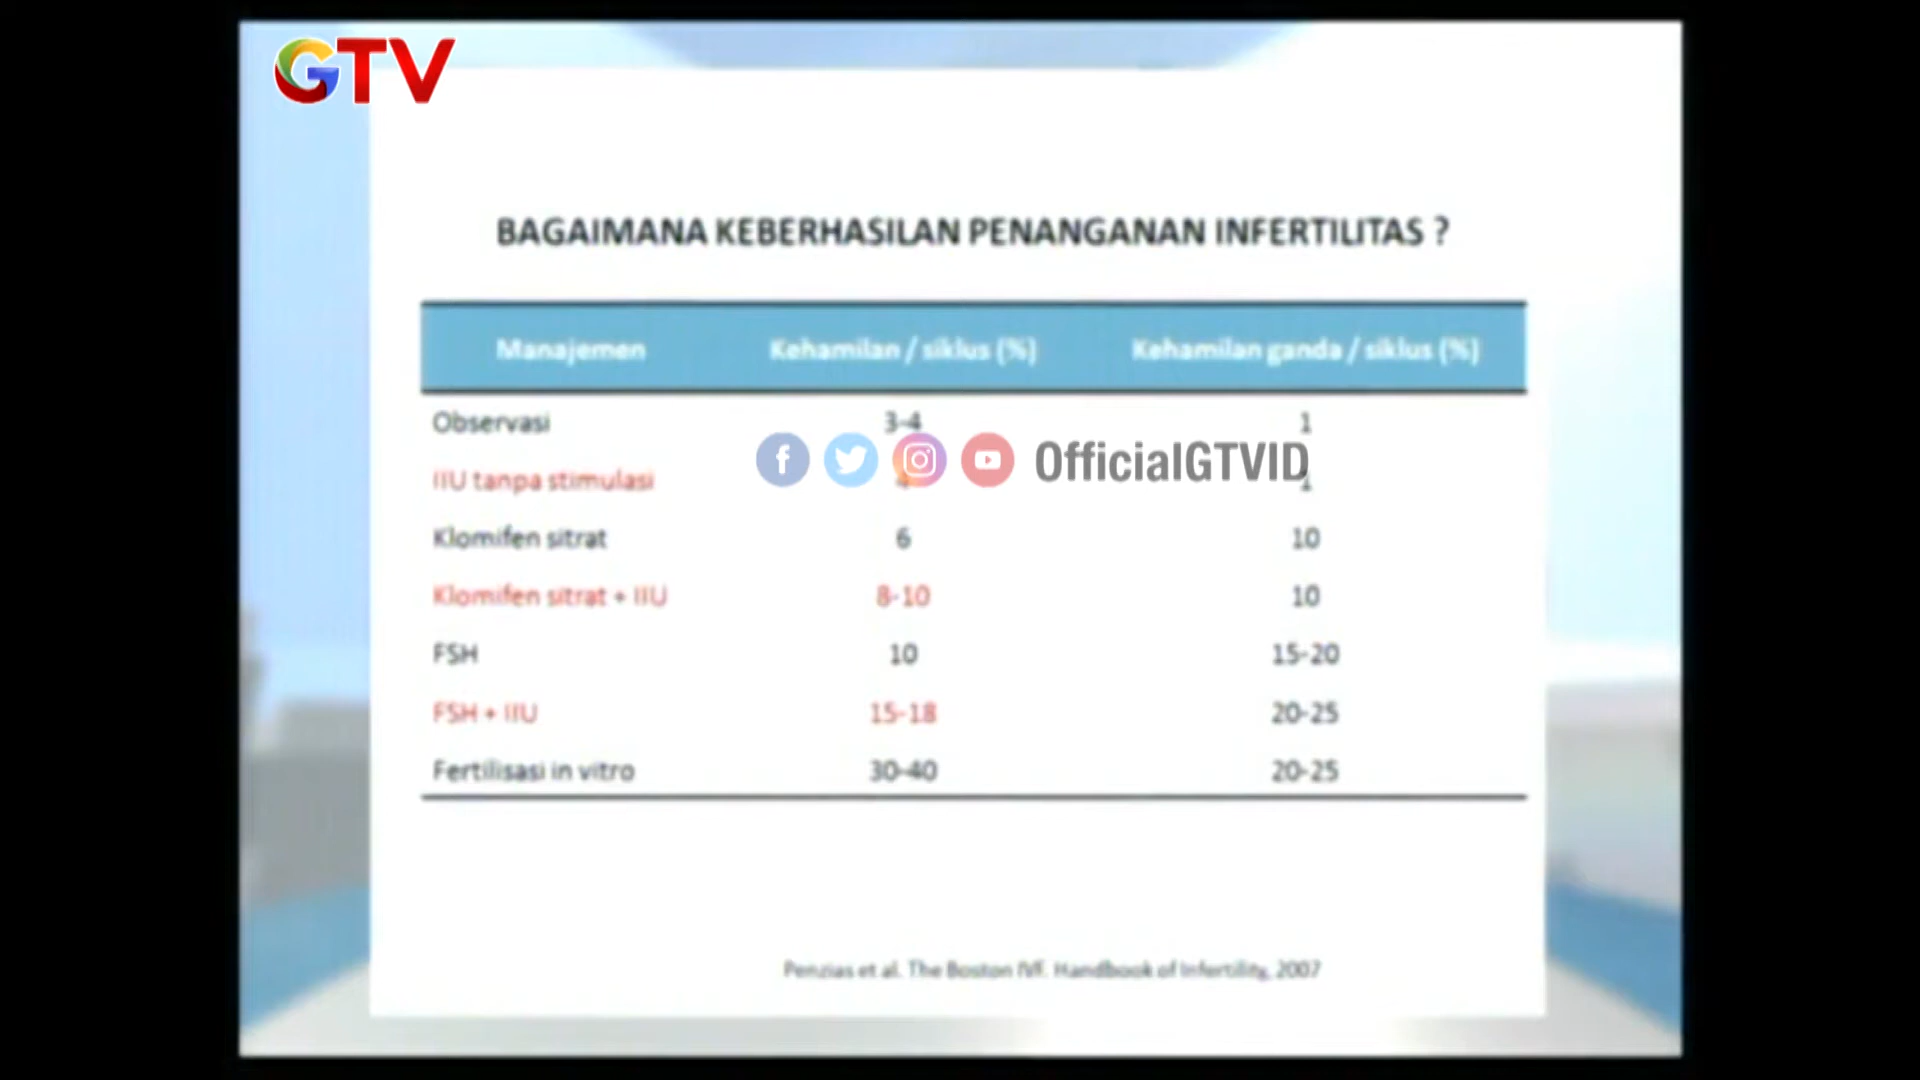 GTV
BAGAIMANA KEBERHASILAN PENANGANAN INFERTILITAS ?
Manajemen Kehamilan / siklus (%) Kehamilan ganda / siklus (%)
Observasi 3-4 1
OfficialGTVID
IIU tanpa stimulasi 4 1
Klomifen sitrat 6 10
Klomifen sitrat + IIU 8-10 10
FSH 10 15-20
FSH + IIU 15-18 20-25
Fertilisasi in vitro 30-40 20-25
Penzias et al. The Boston IVF. Handbook of Infertility, 2007